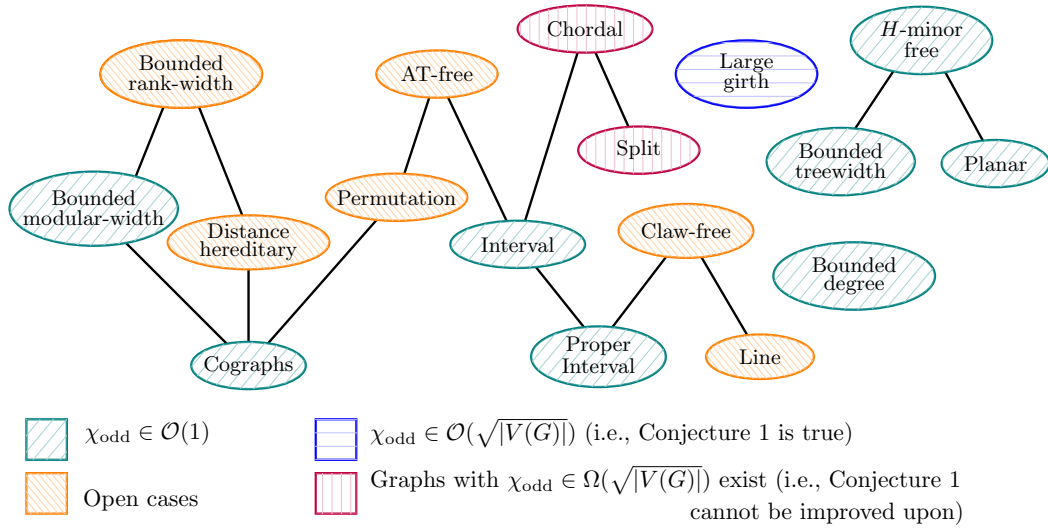 Chordal
H-minor
free
Bounded
rank-width
AT-free
Large
girth
Split
Bounded
treewidth
Planar
Bounded
modular-width
Permutation
Distance
hereditary
Interval
Claw-free
Bounded
degree
Cographs
Proper
Interval
Line
χ_odd ∈ 𝒪(1)
χ_odd ∈ 𝒪(√|V(G)|) (i.e., Conjecture 1 is true)
Open cases
Graphs with χ_odd ∈ Ω(√|V(G)|) exist (i.e., Conjecture 1
cannot be improved upon)